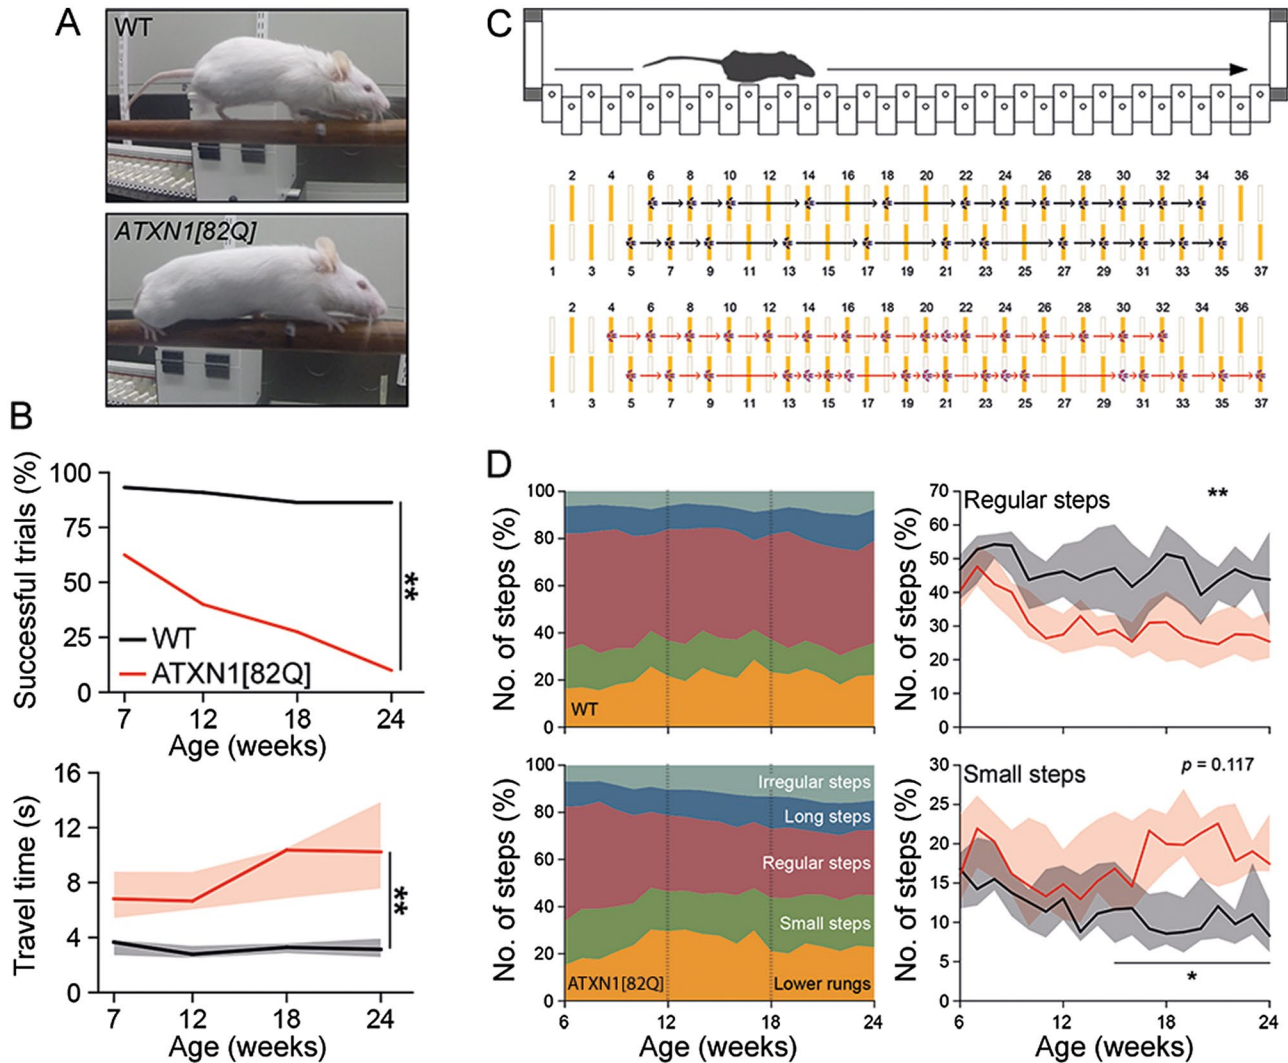 A
WT
ATXN1[82Q]
B
Successful trials (%)
100
75
50
25
0
WT
ATXN1[82Q]
**
7 12 18 24
Age (weeks)
Travel time (s)
16
12
8
4
0
**
7 12 18 24
Age (weeks)
C
2 4 6 8 10 12 14 16 18 20 22 24 26 28 30 32 34 36
1 3 5 7 9 11 13 15 17 19 21 23 25 27 29 31 33 35 37
2 4 6 8 10 12 14 16 18 20 22 24 26 28 30 32 34 36
1 3 5 7 9 11 13 15 17 19 21 23 25 27 29 31 33 35 37
D
No. of steps (%)
100
80
60
40
20
0
WT
No. of steps (%)
70
60
50
40
30
20
10
0
Regular steps
**
No. of steps (%)
100
80
60
40
20
0
Irregular steps
Long steps
Regular steps
Small steps
ATXN1[82Q]
Lower rungs
6 12 18 24
Age (weeks)
No. of steps (%)
30
25
20
15
10
5
0
Small steps
p = 0.117
*
6 12 18 24
Age (weeks)